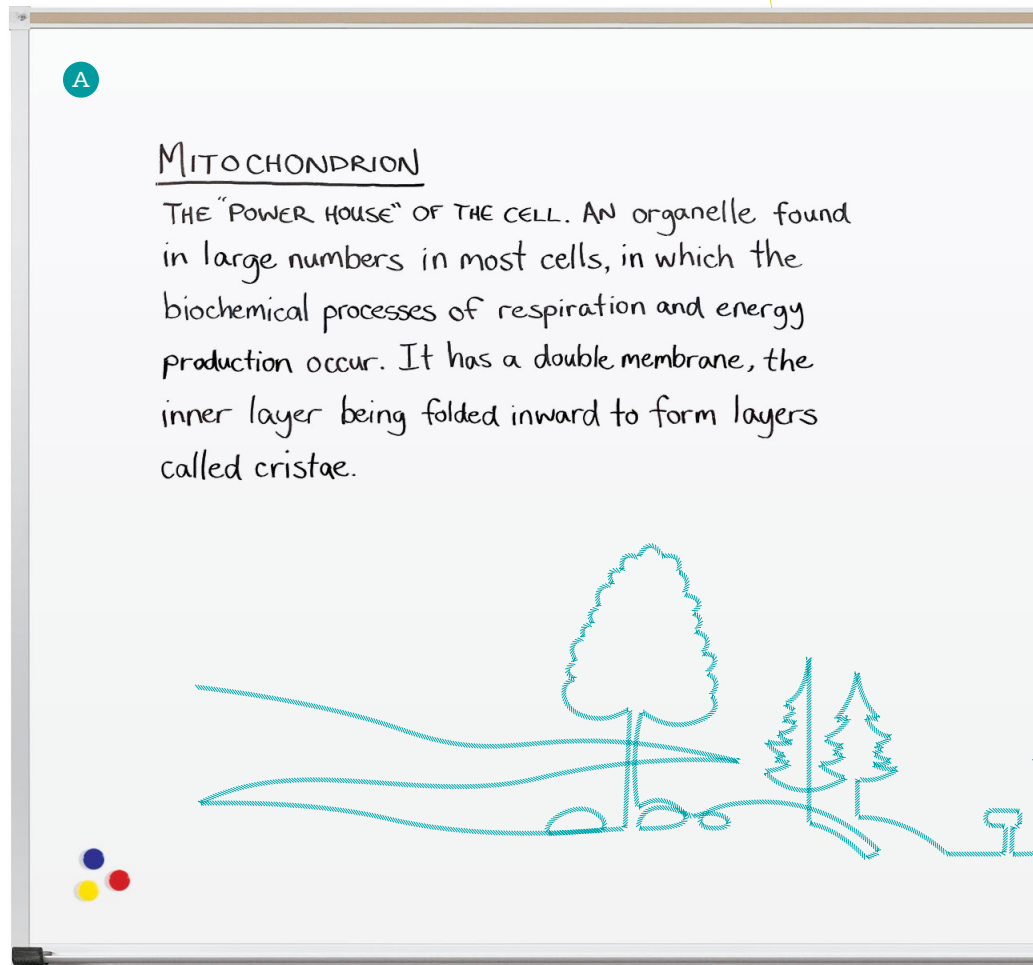 A
MITOCHONDRION
THE "POWER HOUSE" OF THE CELL. AN organelle found
in large numbers in most cells, in which the
biochemical processes of respiration and energy
production occur. It has a double membrane, the
inner layer being folded inward to form layers
called cristae.